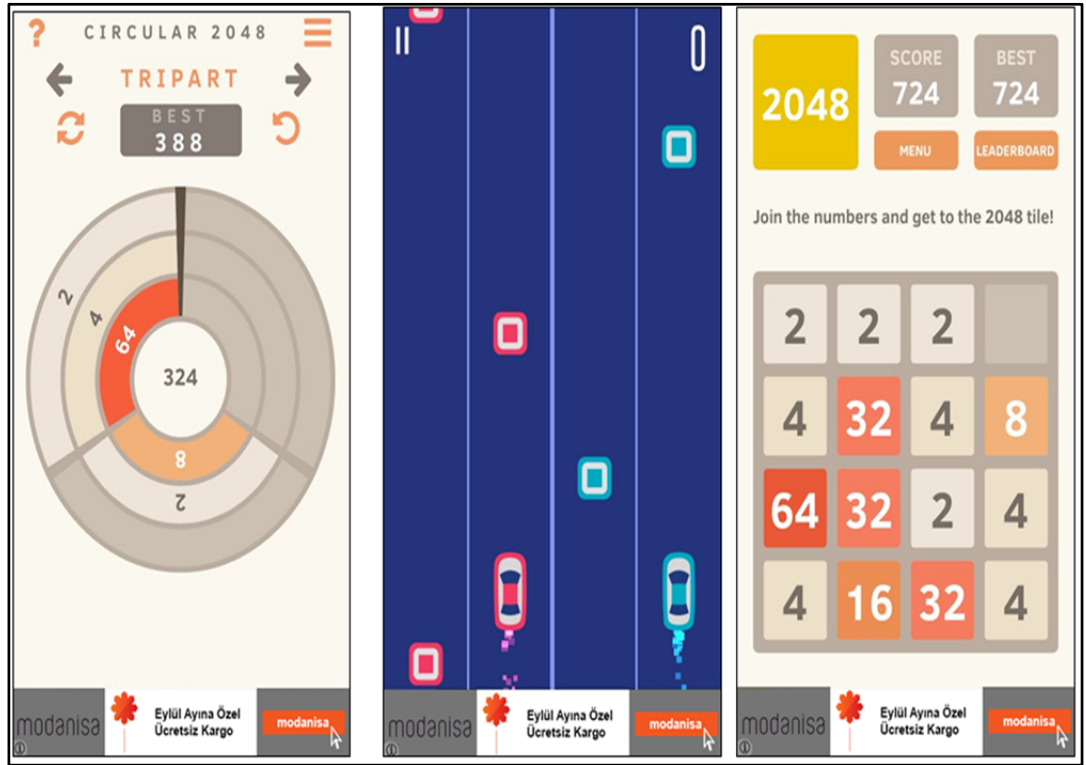 ? CIRCULAR 2048
TRIPART
BEST
388
2
4
64
324
8
2
modanisa
Eylül Ayına Özel
Ücretsiz Kargo
modanisa
0
modanisa
Eylül Ayına Özel
Ücretsiz Kargo
modanisa
2048
SCORE
724
BEST
724
MENU
LEADERBOARD
Join the numbers and get to the 2048 tile!
2 2 2
4 32 4 8
64 32 2 4
4 16 32 4
modanisa
Eylül Ayına Özel
Ücretsiz Kargo
modanisa